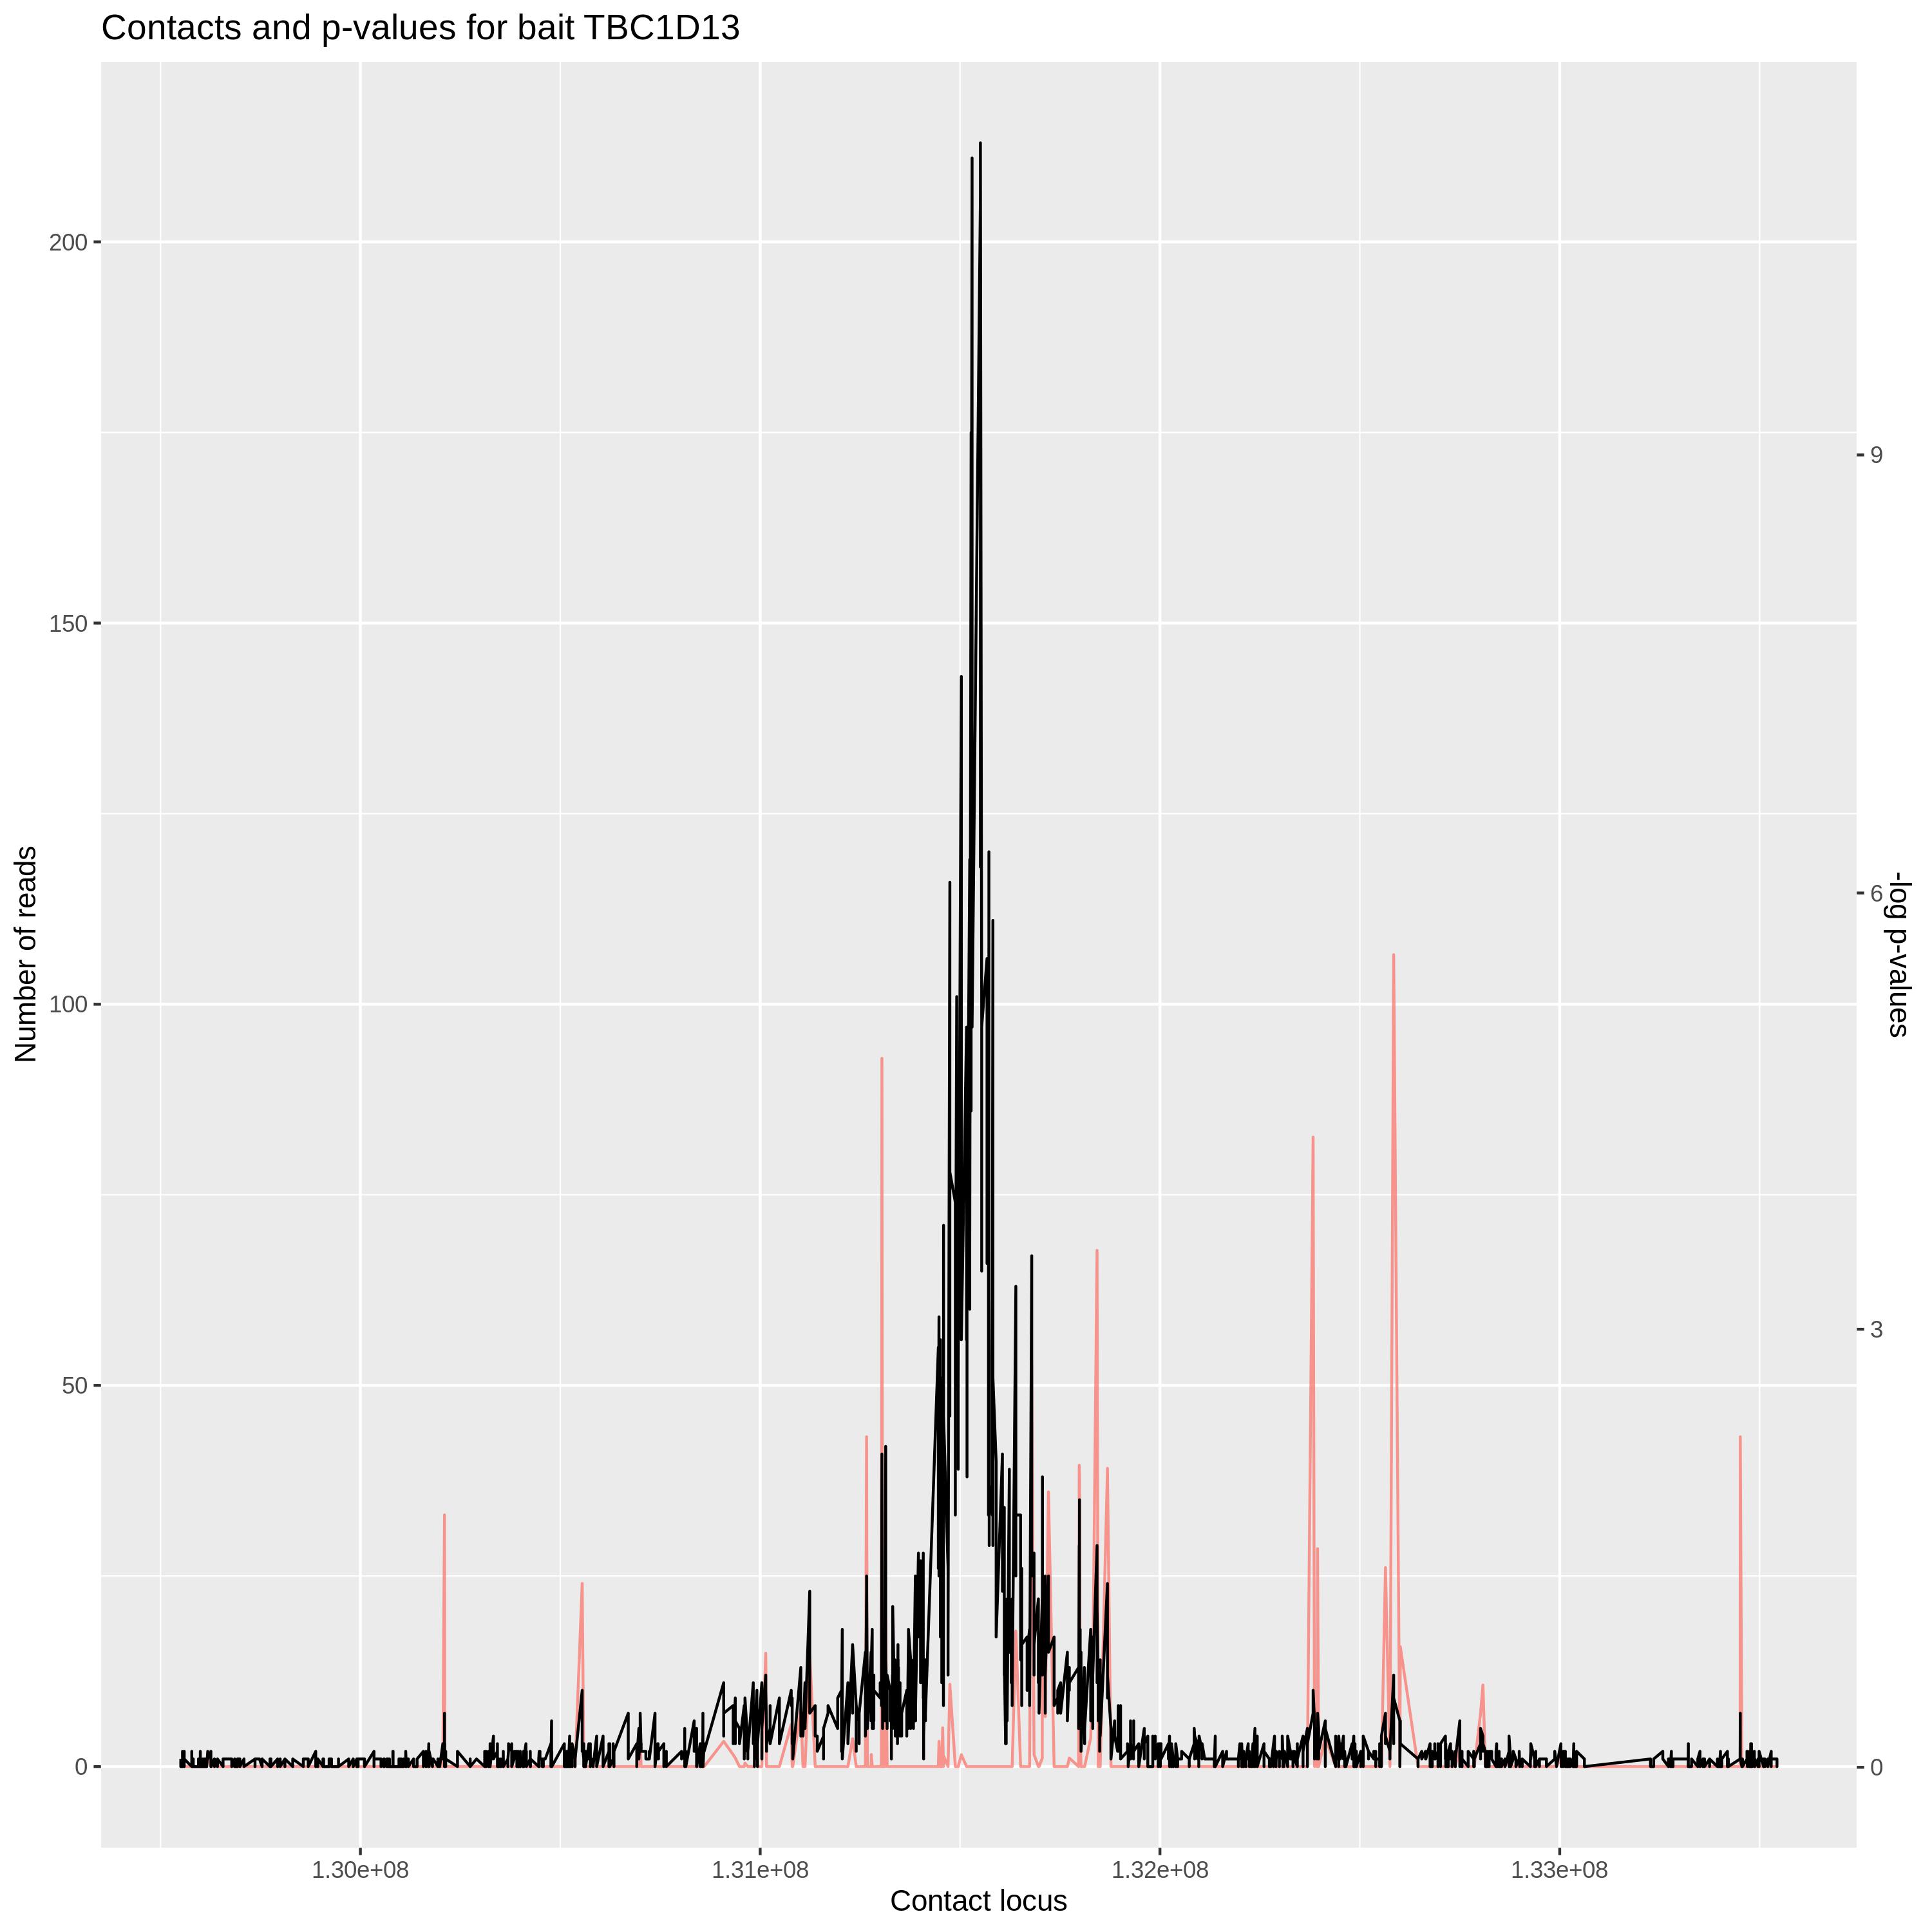 Contacts and p-values for bait TBC1D13
200
150
100
50
0
9
6
3
0
Number of reads
-log p-values
1.30e+08
1.31e+08
1.32e+08
1.33e+08
Contact locus